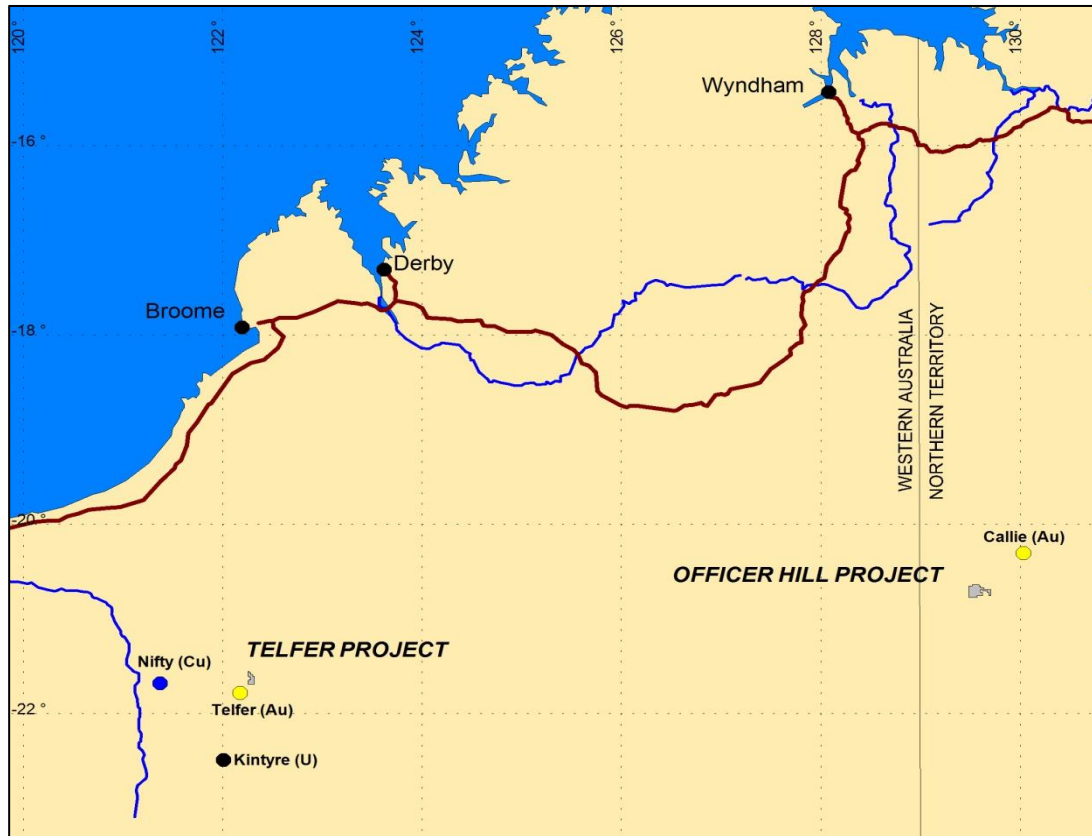 120 °
122 °
124 °
126 °
128 °
130 °
Wyndham
-16 °
Derby
Broome
-18 °
WESTERN AUSTRALIA
NORTHERN TERRITORY
-20 °
Callie (Au)
OFFICER HILL PROJECT
TELFER PROJECT
Nifty (Cu)
Telfer (Au)
-22 °
Kintyre (U)